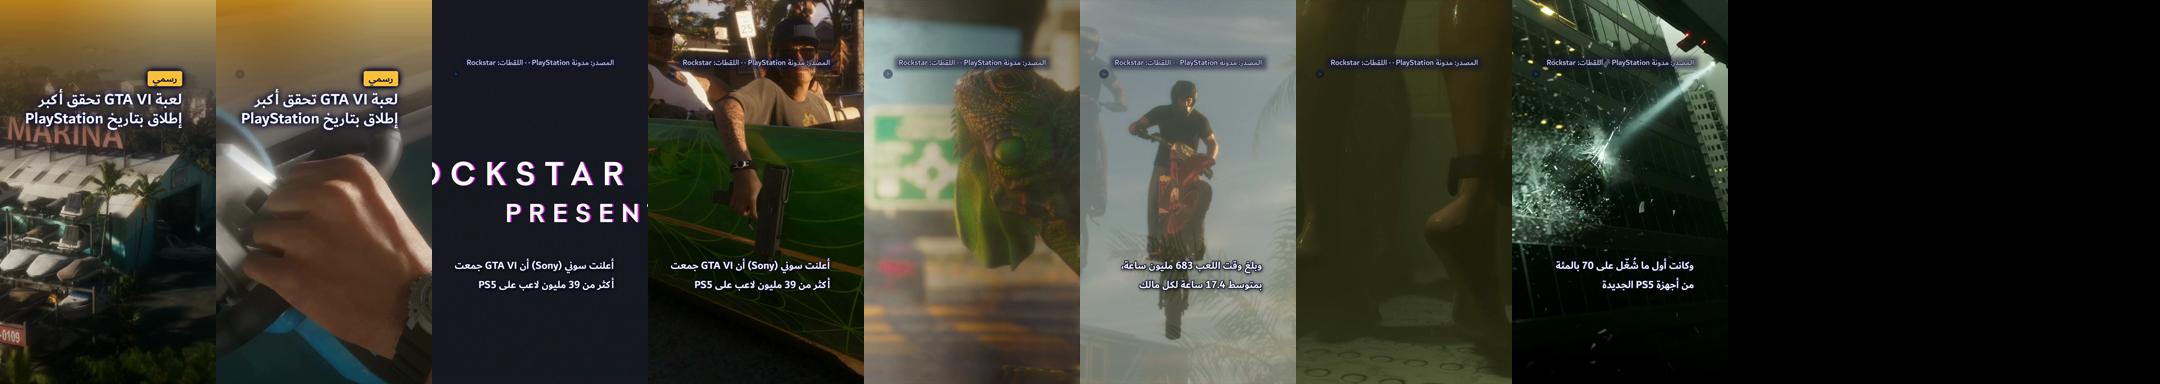 رسمي
لعبة GTA VI تحقق أكبر
إطلاق بتاريخ PlayStation
MARINA
-0109
رسمي
لعبة GTA VI تحقق أكبر
إطلاق بتاريخ PlayStation
المصدر: مدونة PlayStation ·· اللقطات: Rockstar
OCKSTAR
PRESEN
أعلنت سوني (Sony) أن GTA VI جمعت
أكثر من 39 مليون لاعب على PS5
المصدر: مدونة PlayStation ·· اللقطات: Rockstar
25
أعلنت سوني (Sony) أن GTA VI جمعت
أكثر من 39 مليون لاعب على PS5
المصدر: مدونة PlayStation ·· اللقطات: Rockstar
المصدر: مدونة PlayStation ·· اللقطات: Rockstar
وبلغ وقت اللعب 683 مليون ساعة،
بمتوسط 17.4 ساعة لكل مالك
المصدر: مدونة PlayStation ·· اللقطات: Rockstar
المصدر: مدونة PlayStation ·· اللقطات: Rockstar
وكانت أول ما شُغّل على 70 بالمئة
من أجهزة PS5 الجديدة